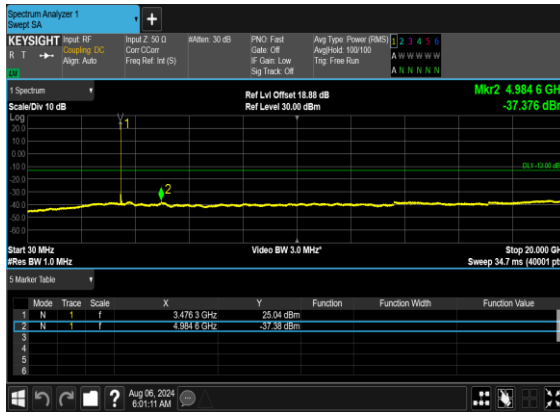 Spectrum Analyzer 1
Swept SA
+
KEYSIGHT Input: RF Input Z: 50 Ω #Atten: 30 dB PNO: Fast Avg Type: Power (RMS) 1 2 3 4 5 6
R T Coupling: DC Corr CCorr Gate: Off Avg|Hold: 100/100 A W W W W W
Align: Auto Freq Ref: Int (S) IF Gain: Low Trig: Free Run
Sig Track: Off A N N N N N
1 Spectrum
Scale/Div 10 dB Ref Lvl Offset 18.88 dB Mkr2 4.984 6 GHz
Ref Level 30.00 dBm -37.376 dBm
Log
20.0
10.0
0.00
-10.0
-20.0
-30.0
-40.0
-50.0
-60.0
1
2
DL1 -13.00 dB
Start 30 MHz Video BW 3.0 MHz* Stop 20.000 GH
#Res BW 1.0 MHz Sweep 34.7 ms (40001 pt
5 Marker Table
Mode Trace Scale X Y Function Function Width Function Value
1 N 1 f 3.476 3 GHz 25.04 dBm
2 N 1 f 4.984 6 GHz -37.38 dBm
3
4
5
6
? Aug 06, 2024
6:01:11 AM